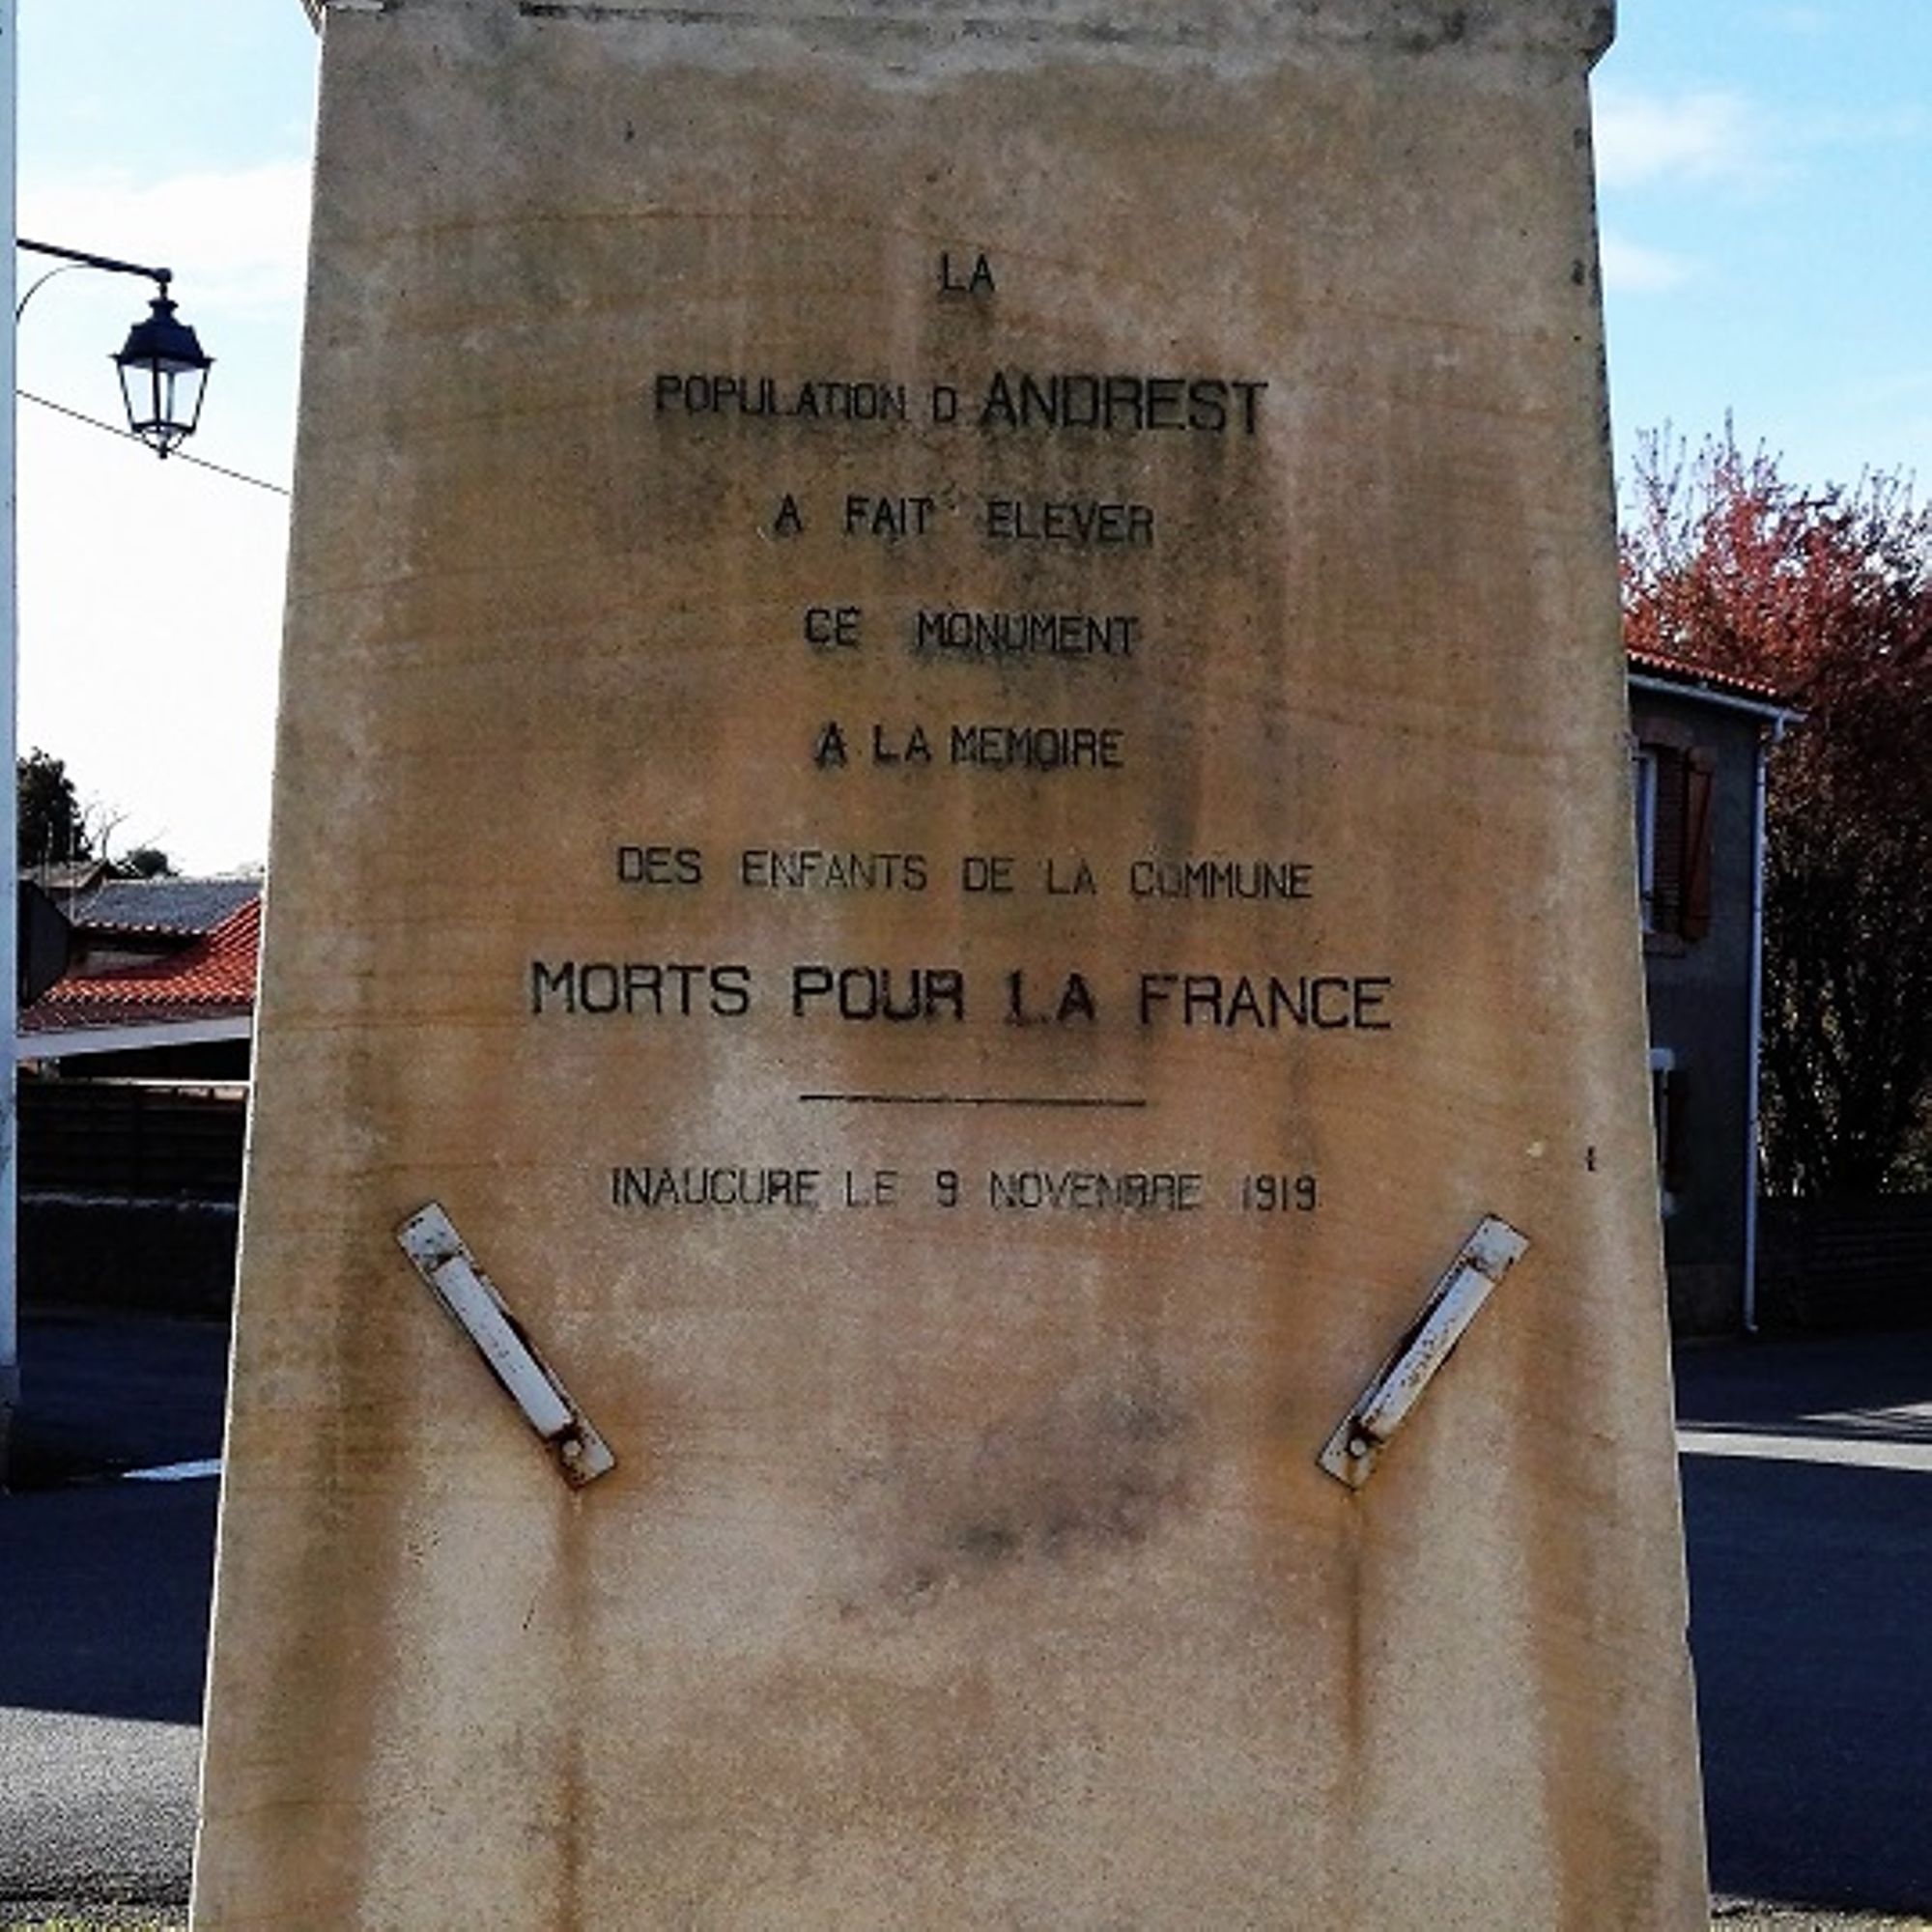 LA
POPULATION D ANDREST
A FAIT ELEVER
CE MONUMENT
A LA MEMOIRE
DES ENFANTS DE LA COMMUNE
MORTS POUR LA FRANCE
INAUGURE LE 9 NOVEMBRE 1919